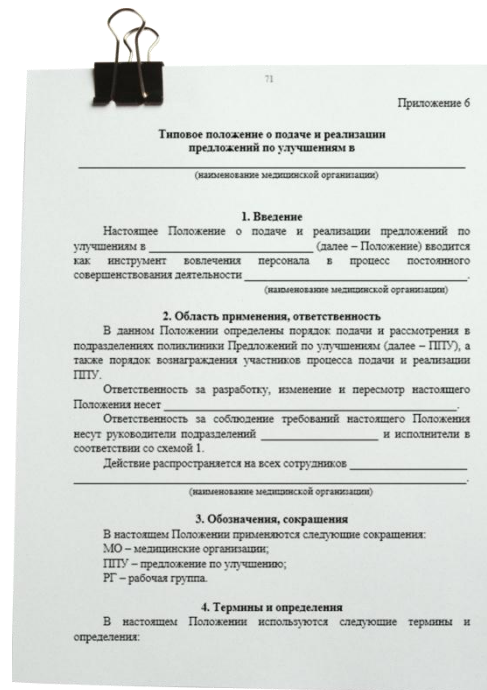 71
Приложение 6
Типовое положение о подаче и реализации
предложений по улучшениям в
(наименование медицинской организации)
1. Введение
Настоящее Положение о подаче и реализации предложений по
улучшениям в ______________ (далее – Положение) вводится
как инструмент вовлечения персонала в процесс постоянного
совершенствования деятельности ______________.
(наименование медицинской организации)
2. Область применения, ответственность
В данном Положении определены порядок подачи и рассмотрения в
подразделениях поликлиники Предложений по улучшениям (далее – ППУ), а
также порядок вознаграждения участников процесса подачи и реализации
ППУ.
Ответственность за разработку, изменение и пересмотр настоящего
Положения несет ______________.
Ответственность за соблюдение требований настоящего Положения
несут руководители подразделений ______________ и исполнители в
соответствии со схемой 1.
Действие распространяется на всех сотрудников ______________
______________.
(наименование медицинской организации)
3. Обозначения, сокращения
В настоящем Положении применяются следующие сокращения:
МО – медицинские организации;
ППУ – предложение по улучшению;
РГ – рабочая группа.
4. Термины и определения
В настоящем Положении используются следующие термины и
определения: